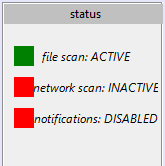 status
file scan: ACTIVE
network scan: INACTIVE
notifications: DISABLED